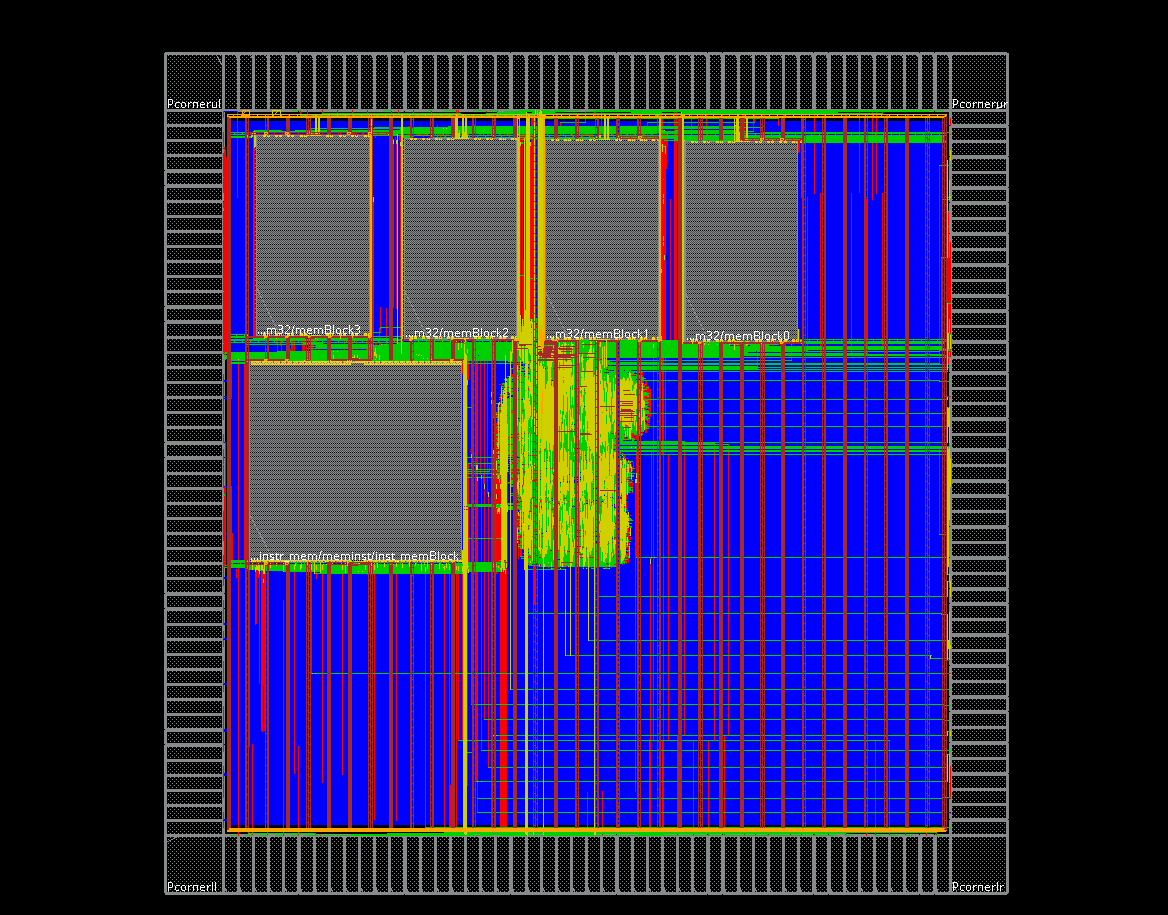 Pcornerul
Pcornerur
...m32/memBlock3
...m32/memBlock2
...m32/memBlock1
...m32/memBlock0
...instr_mem/meminst/inst_memBlock
Pcornerll
Pcornerlr